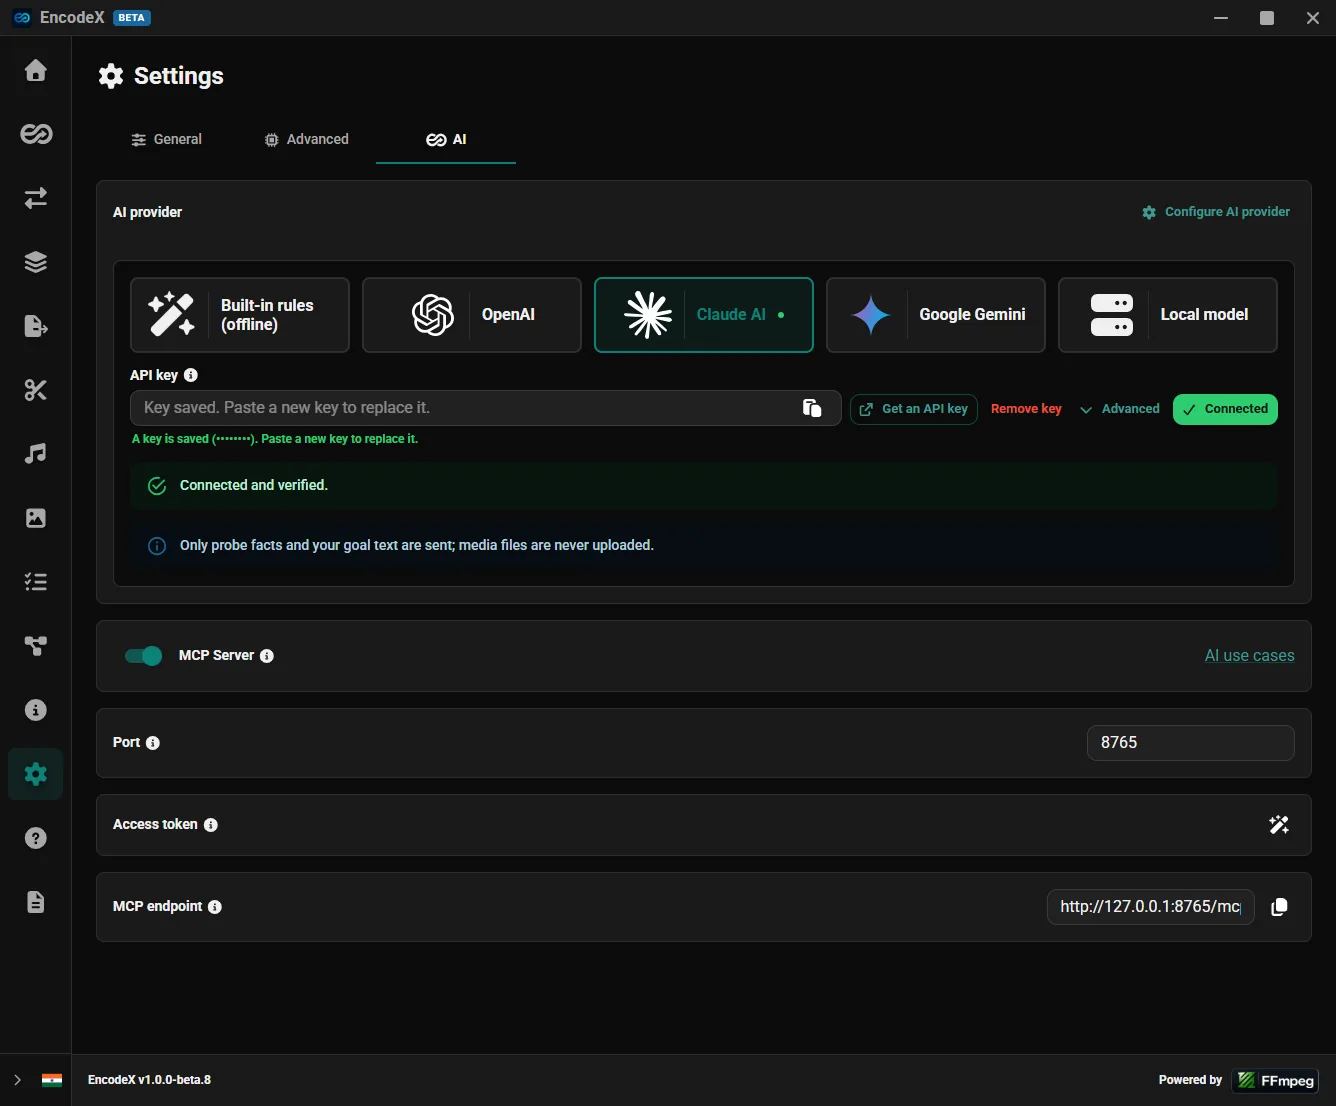 EncodeX BETA
Settings
General
Advanced
AI
AI provider
Configure AI provider
Built-in rules
(offline)
OpenAI
Claude AI
Google Gemini
Local model
API key
Key saved. Paste a new key to replace it.
Get an API key
Remove key
Advanced
Connected
A key is saved (••••••••). Paste a new key to replace it.
Connected and verified.
Only probe facts and your goal text are sent; media files are never uploaded.
MCP Server
AI use cases
Port
8765
Access token
MCP endpoint
http://127.0.0.1:8765/mc
EncodeX v1.0.0-beta.8
Powered by
FFmpeg